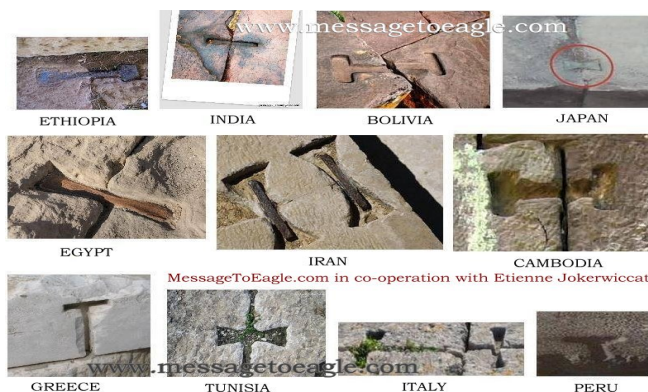 www.messagetoeagle.com
ETHIOPIA
INDIA
BOLIVIA
JAPAN
EGYPT
IRAN
CAMBODIA
MessageToEagle.com in co-operation with Etienne Jokerwiccat
www.messagetoeagle.com
GREECE
TUNISIA
ITALY
PERU